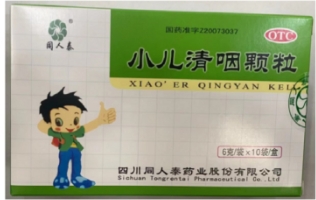 同人泰
国药准字Z20073037
OTC
小儿清咽颗粒
XIAO'ER QINGYAN KELI
6克/袋×10袋/盒
四川同人泰药业股份有限公司
Sichuan Tongrentai Pharmaceutical Co.,Ltd